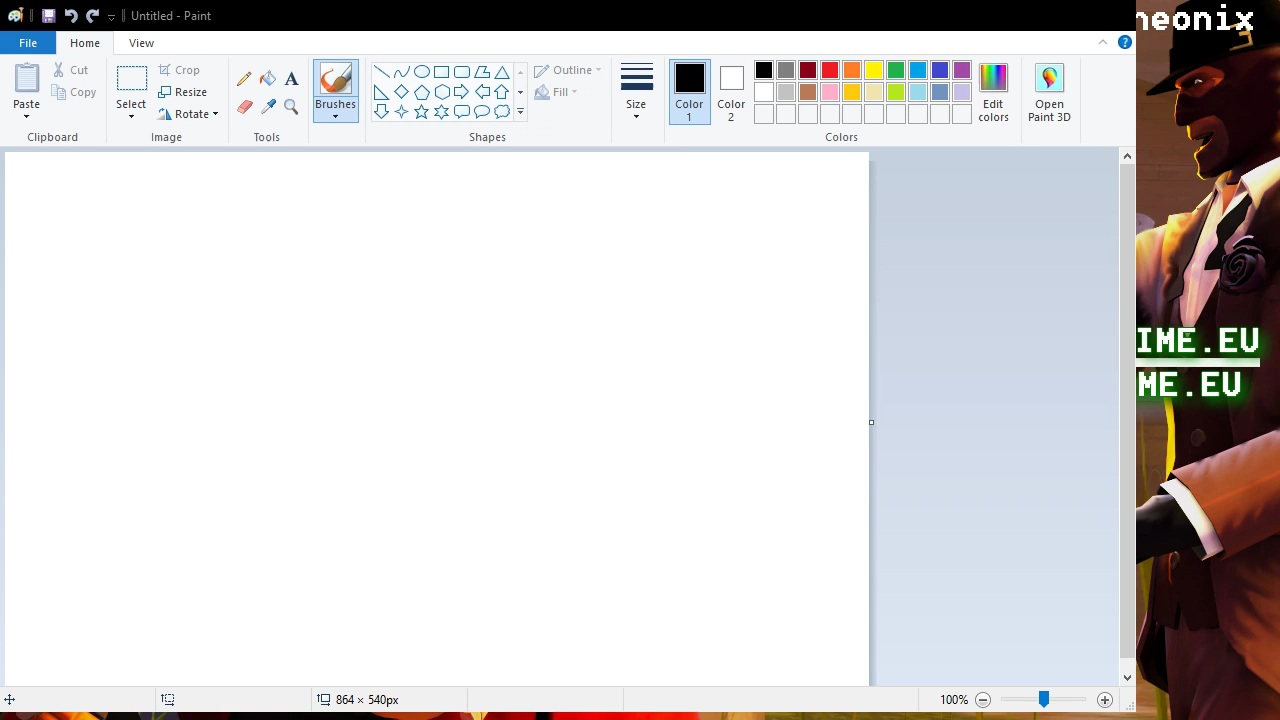 Untitled - Paint
neonix
File
Home
View
Paste
Cut
Copy
Clipboard
Select
Crop
Resize
Rotate
Image
A
Tools
Brushes
Outline
Fill
Shapes
Size
Color 1
Color 2
Edit colors
Colors
Open Paint 3D
IME.EU
ME.EU
864 × 540px
100%